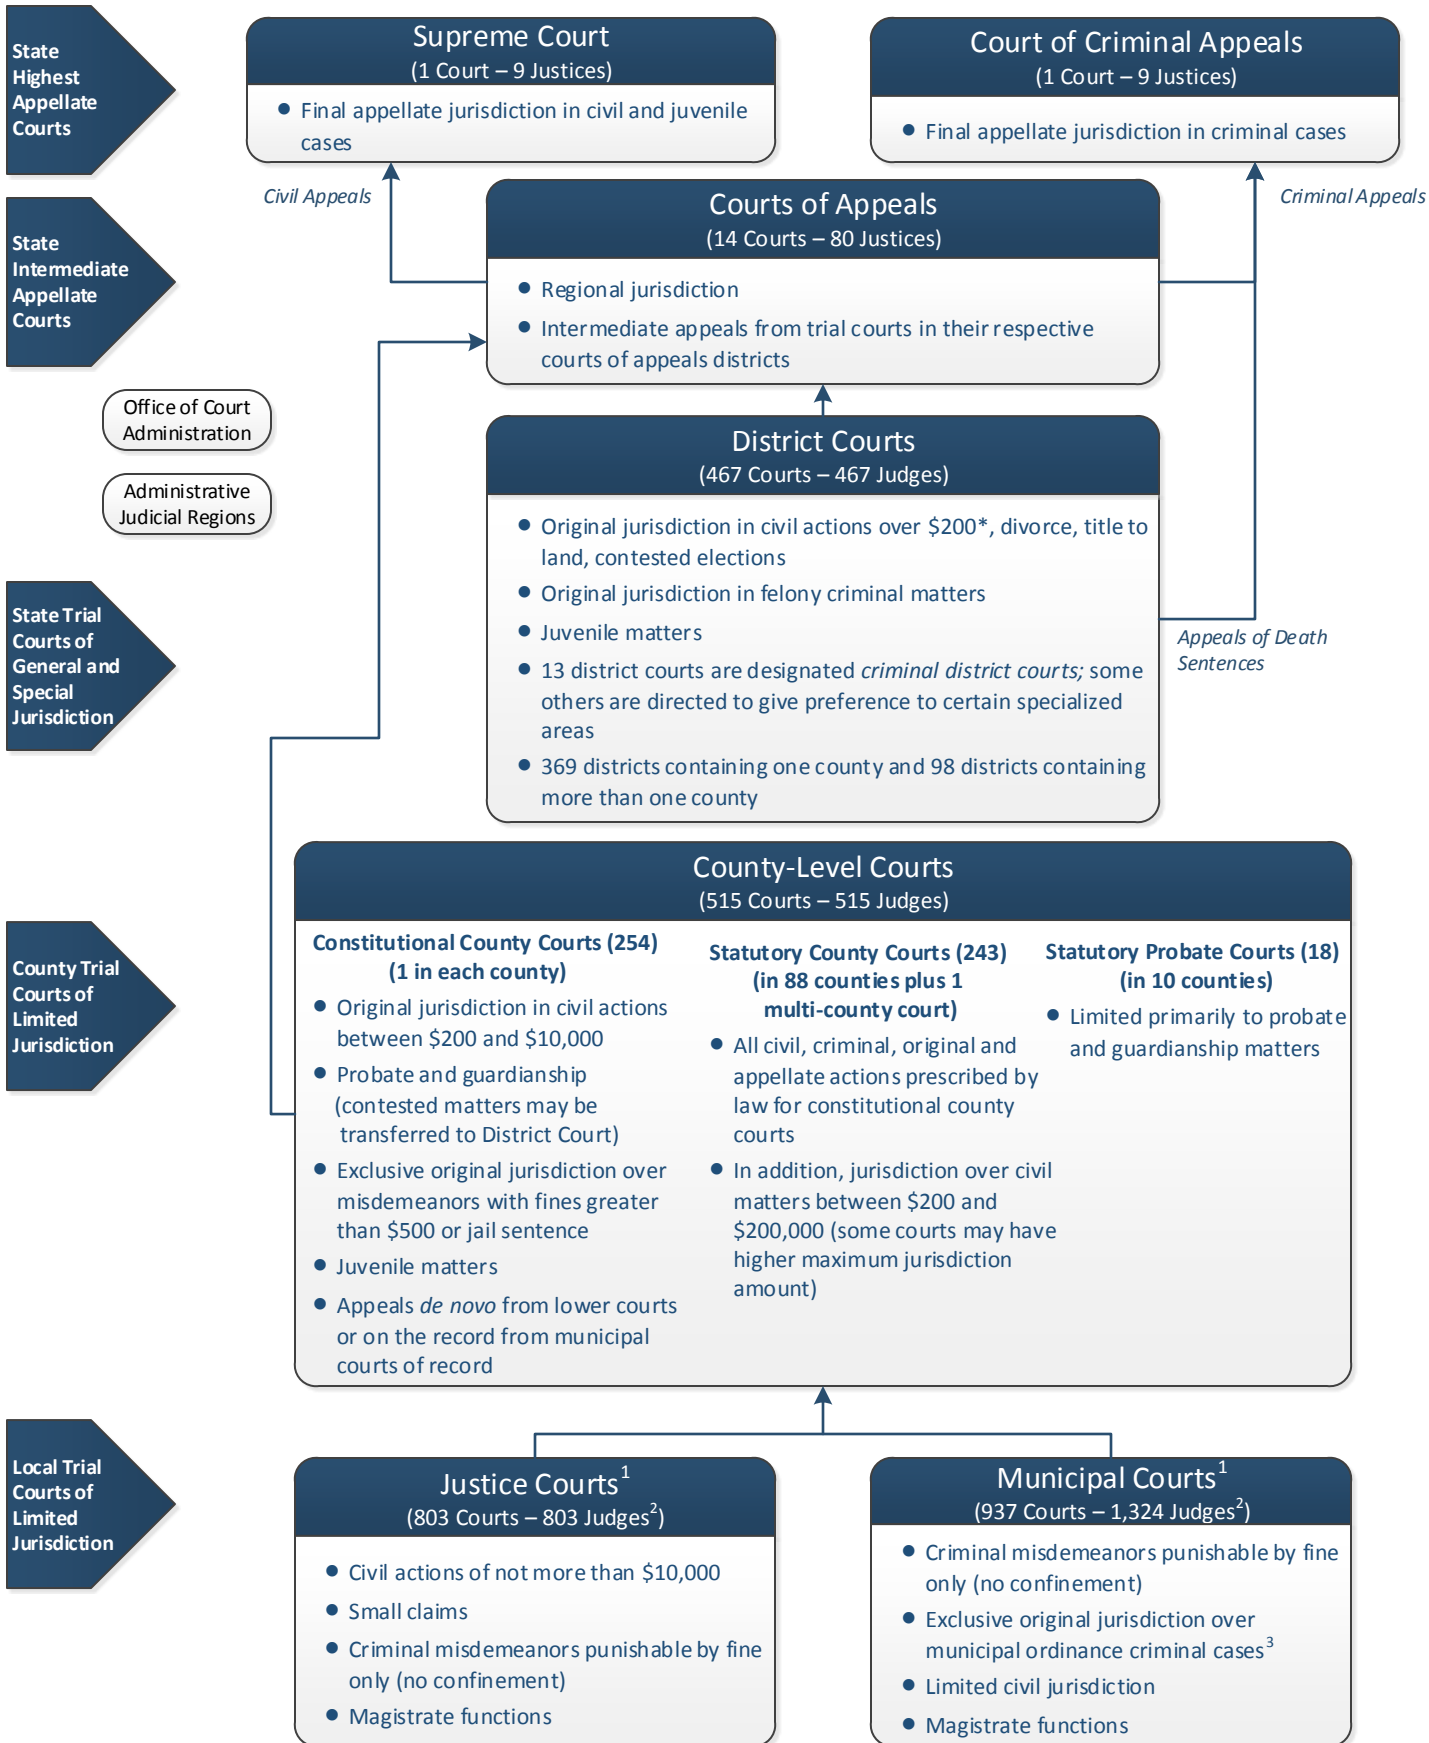 State
Highest
Appellate
Courts
Supreme Court
(1 Court – 9 Justices)
● Final appellate jurisdiction in civil and juvenile
cases
Court of Criminal Appeals
(1 Court – 9 Justices)
● Final appellate jurisdiction in criminal cases
Civil Appeals
Criminal Appeals
State
Intermediate
Appellate
Courts
Courts of Appeals
(14 Courts – 80 Justices)
● Regional jurisdiction
● Intermediate appeals from trial courts in their respective
courts of appeals districts
Office of Court
Administration
Administrative
Judicial Regions
State Trial
Courts of
General and
Special
Jurisdiction
District Courts
(467 Courts – 467 Judges)
● Original jurisdiction in civil actions over $200*, divorce, title to
land, contested elections
● Original jurisdiction in felony criminal matters
● Juvenile matters
● 13 district courts are designated criminal district courts; some
others are directed to give preference to certain specialized
areas
● 369 districts containing one county and 98 districts containing
more than one county
Appeals of Death
Sentences
County Trial
Courts of
Limited
Jurisdiction
County-Level Courts
(515 Courts – 515 Judges)
Constitutional County Courts (254)
(1 in each county)
● Original jurisdiction in civil actions
between $200 and $10,000
● Probate and guardianship
(contested matters may be
transferred to District Court)
● Exclusive original jurisdiction over
misdemeanors with fines greater
than $500 or jail sentence
● Juvenile matters
● Appeals de novo from lower courts
or on the record from municipal
courts of record
Statutory County Courts (243)
(in 88 counties plus 1
multi-county court)
● All civil, criminal, original and
appellate actions prescribed by
law for constitutional county
courts
● In addition, jurisdiction over civil
matters between $200 and
$200,000 (some courts may have
higher maximum jurisdiction
amount)
Statutory Probate Courts (18)
(in 10 counties)
● Limited primarily to probate
and guardianship matters
Local Trial
Courts of
Limited
Jurisdiction
Justice Courts¹
(803 Courts – 803 Judges²)
● Civil actions of not more than $10,000
● Small claims
● Criminal misdemeanors punishable by fine
only (no confinement)
● Magistrate functions
Municipal Courts¹
(937 Courts – 1,324 Judges²)
● Criminal misdemeanors punishable by fine
only (no confinement)
● Exclusive original jurisdiction over
municipal ordinance criminal cases³
● Limited civil jurisdiction
● Magistrate functions